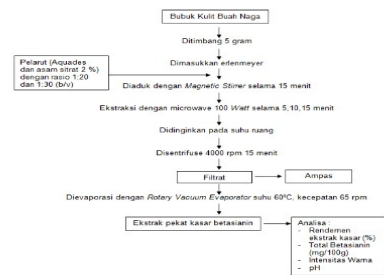 Bubuk Kulit Buah Naga
Ditimbang 5 gram
Dimasukkan erlenmeyer
Pelarut (Aquades
dan asam sitrat 2 %)
dengan rasio 1:20
dan 1:30 (b/v)
Diaduk dengan Magnetic Stirrer selama 15 menit
Ekstraksi dengan microwave 100 Watt selama 5,10,15 menit
Didinginkan pada suhu ruang
Disentrifuse 4000 rpm 15 menit
Filtrat
Ampas
Dievaporasi dengan Rotary Vacuum Evaporator suhu 60ºC, kecepatan 65 rpm
Ekstrak pekat kasar betasianin
Analisa :
- Rendemen
ekstrak kasar (%)
- Total Betasianin
(mg/100g)
- Intensitas Warna
- pH